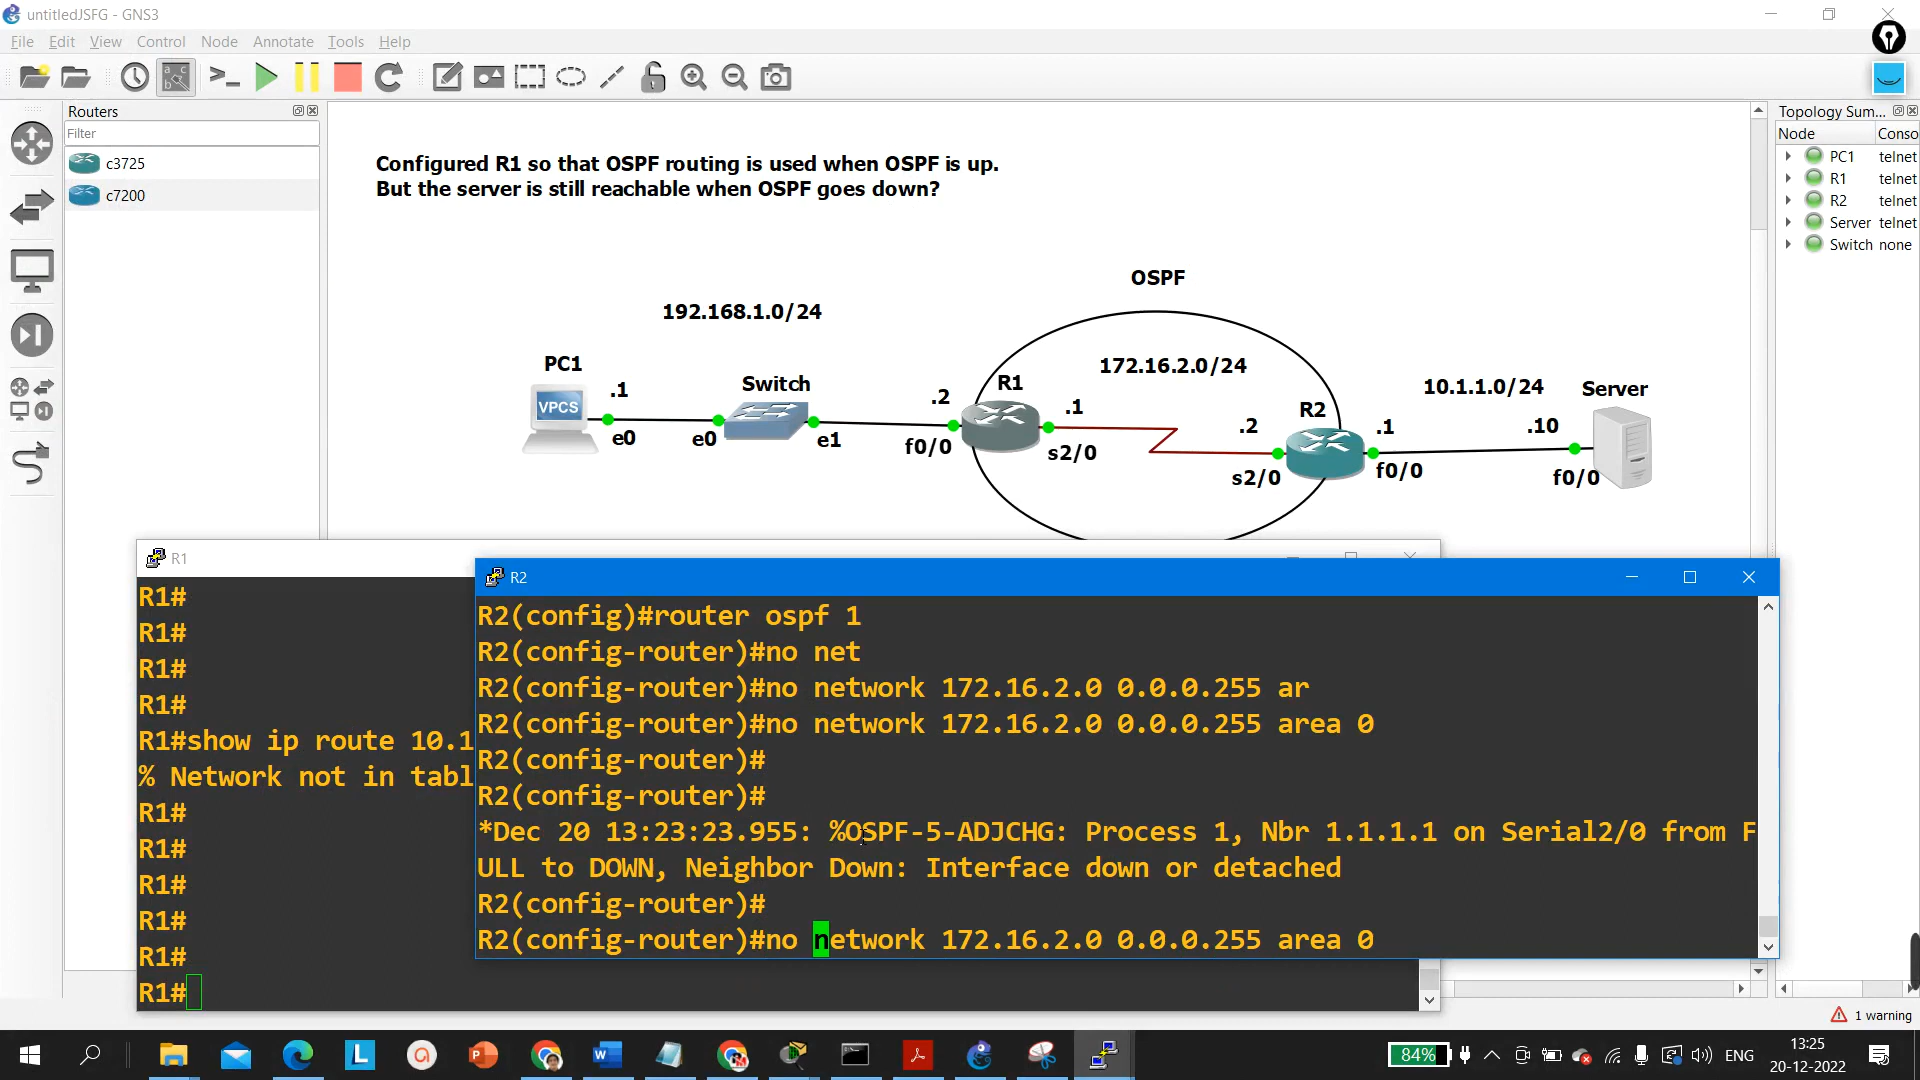 untitledJSFG - GNS3
File Edit View Control Node Annotate Tools Help
Routers
Filter
c3725
c7200
Topology Sum...
Node Conso
PC1 telnet
R1 telnet
R2 telnet
Server telnet
Switch none
Configured R1 so that OSPF routing is used when OSPF is up.
But the server is still reachable when OSPF goes down?
OSPF
192.168.1.0/24
172.16.2.0/24
10.1.1.0/24
PC1
VPCS
.1
e0
Switch
e0
e1
.2
f0/0
R1
.1
s2/0
.2
s2/0
R2
.1
f0/0
.10
f0/0
Server
R1
R1#
R1#
R1#
R1#
R1#show ip route 10.1
% Network not in tabl
R1#
R1#
R1#
R1#
R1#
R1#
R2
R2(config)#router ospf 1
R2(config-router)#no net
R2(config-router)#no network 172.16.2.0 0.0.0.255 ar
R2(config-router)#no network 172.16.2.0 0.0.0.255 area 0
R2(config-router)#
R2(config-router)#
*Dec 20 13:23:23.955: %OSPF-5-ADJCHG: Process 1, Nbr 1.1.1.1 on Serial2/0 from F
ULL to DOWN, Neighbor Down: Interface down or detached
R2(config-router)#
R2(config-router)#no network 172.16.2.0 0.0.0.255 area 0
1 warning
84%
ENG
13:25
20-12-2022